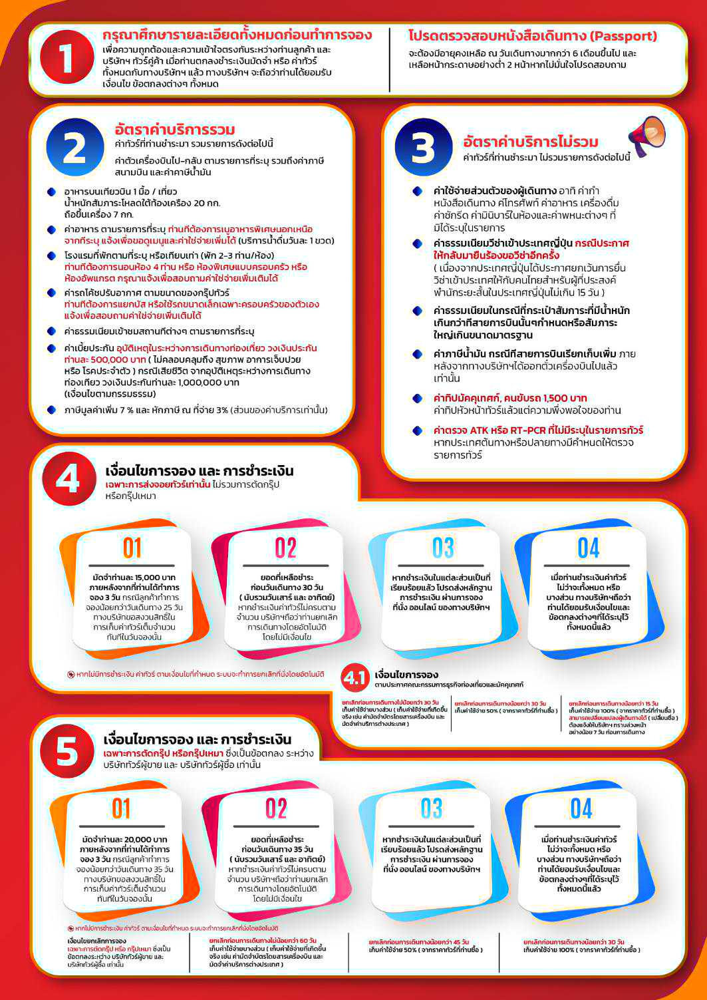 1
กรุณาศึกษารายละเอียดทั้งหมดก่อนทำการจอง
เพื่อความถูกต้องและความเข้าใจตรงกันระหว่างท่านลูกค้า และ
บริษัทฯ ทัวร์คู่ค้า เมื่อท่านตกลงชำระเงินมัดจำ หรือ ค่าทัวร์
ทั้งหมดกับทางบริษัทฯ แล้ว ทางบริษัทฯ จะถือว่าท่านได้ยอมรับ
เงื่อนไข ข้อตกลงต่างๆ ทั้งหมด
โปรดตรวจสอบหนังสือเดินทาง (Passport)
จะต้องมีอายุคงเหลือ ณ วันเดินทางมากกว่า 6 เดือนขึ้นไป และ
เหลือหน้ากระดาษอย่างต่ำ 2 หน้าหากไม่มั่นใจโปรดสอบถาม
2
อัตราค่าบริการรวม
ค่าทัวร์ที่ท่านชำระมา รวมรายการดังต่อไปนี้
ค่าตัวเครื่องบินไป-กลับ ตามรายการที่ระบุ รวมถึงค่าภาษี
สนามบิน และค่าคาษีน้ำมัน
อาหารบนเที่ยวบิน 1 มื้อ / เที่ยว
น้ำหนักสัมภาระโหลดใต้ท้องเครื่อง 20 กก.
ถือขึ้นเครื่อง 7 กก.
ค่าอาหาร ตามรายการที่ระบุ ท่านที่ต้องการเมนูอาหารพิเศษนอกเหนือ
จากที่ระบุ แจ้งเพื่อขอดูเมนูและค่าใช่จ่ายเพิ่มได้ (บริการน้ำดื่มวันละ 1 ขวด)
โรงแรมที่พักตามที่ระบุ หรือเทียบเท่า (พัก 2-3 ท่าน/ห้อง)
ท่านที่ต้องการนอนห้อง 4 ท่าน หรือ ห้องพิเศษแบบครอบครัว หรือ
ห้องอัพแกรต กรุณาแจ้งเพื่อสอบถามค่าใช่จ่ายเพิ่มเติมได้
ค่ารถโค้ชปรับอากาศ ตามขนาดของกรุ๊ปทัวร์
ท่านที่ต้องการแยกบัส หรือใช้รถขนาดเล็กเฉพาะครอบครัวของตัวเอง
แจ้งเพื่อสอบถามค่าใช่จ่ายเพิ่มเติมได้
ค่าธรรมเนียมเข้าชมสถานที่ต่างๆ ตามรายการที่ระบุ
ค่าเบี้ยประกัน อุบัติเหตุในระหว่างการเดินทางท่องเที่ยว วงเงินประกัน
ท่านละ 500,000 บาท ( ไม่คลอบคลุมถึง สุขภาพ อาการเจ็บป่วย
หรือ โรคประจำตัว ) กรณีเสียชีวิต จากอุบัติเหตุระหว่างการเดินทาง
ท่องเที่ยว วงเงินประกันท่านละ 1,000,000 บาท
(เงื่อนไขตามกรรมธรรม)
ภาษีมูลค่าเพิ่ม 7 % และ หักภาษี ณ ที่จ่าย 3% (ส่วนของค่าบริการเท่านั้น)
3
อัตราค่าบริการไม่รวม
ค่าทัวร์ที่ท่านชำระมา ไม่รวมรายการดังต่อไปนี้
ค่าใช้จ่ายส่วนตัวของผู้เดินทาง อาทิ ค่าทำ
หนังสือเดินทาง ค่โทรศัพท์ ค่าอาหาร เครื่องดื่ม
ค่าซักรีด ค่ามินิบาร์ในห้องและค่าพหนะต่างๆ ที่
มิได้ระบุในรายการ
ค่าธรรมเนียมวีซ่าเข้าประเทศญี่ปุ่น กรณีประกาศ
ให้กลับมายืนร้องขอวีซ่าอีกครั้ง
( เนื่องจากประเทศญี่ปุ่นได้ประกาศยกเว้นการยื่น
วิซ่าเข้าประเทศให้กับคนไทยสำหรับผู้ที่ประสงค์
พำนักระยะสั้นในประเทศญี่ปุ่นไม่เกิน 15 วัน )
ค่าธรรมเนียมในกรณีที่กระเป๋าสัมภาระที่มีน้ำหนัก
เกินกว่าทีสายการบินนั้นๆกำหนดหรือสัมภาระ
ใหญ่เกินขนาดมาตรฐาน
ค่าภาษีน้ำมัน กรณีที่สายการบินเรียกเก็บเพิ่ม ภาย
หลังจากทางบริษัทฯได้ออกตั๋วเครื่องบินไปแล้ว
เท่านั้น
ค่าทิปมัคคุเทศก์, คนขับรถ 1,500 บาท
ค่าทิปหัวหน้าทัวร์แล้วแต่ความพึ่งพอใจของท่าน
ค่าตรวจ ATK หรือ RT-PCR ที่ไม่มีระบุในรายการทัวร์
หากประเทศต้นทางหรือปลายทางมีกำหนดให้ตรวจ
รายการทัวร์
4
เงื่อนไขการจอง และ การชำระเงิน
เฉพาะการส่งจอยทัวร์เท่านั้น ไม่รวมการตัดกรุ๊ป
หรือกรุ๊ปเหมา
01
มัดจำท่านละ 15,000 บาท
ภายหลังจากที่ท่านได้ทำการ
จอง 3 วัน กรณีลูกค้าทำการ
จองน้อยกว่าวันเดินทาง 25 วัน
ทางบริษัทขอสงวนสิทธิ์ใน
การเก็บค่าทัวร์เต็มจำนวน
ทันทีในวันจองนั้น
02
ยอดที่เหลือชำระ
ก่อนวันเดินทาง 30 วัน
( นับรวมวันเสาร์ และ อาทิตย์)
หากชำระเงินค่าทัวร์ไม่ครบตาม
จำนวน บริษัทฯถือว่าท่านยกเลิก
การเดินทางโดยอัตโนมัติ
โดยไม่มีเงื่อนไข
03
หากชำระเงินในแต่ละส่วนเป็นที่
เรียบร้อยแล้ว โปรดส่งหลักฐาน
การชำระเงิน ผ่านการจอง
ที่นั่ง ออนไลน์ ของทางบริษัทฯ
04
เมื่อท่านชำระเงินค่าทัวร์
ไม่ว่าจะทั้งหมด หรือ
บางส่วน ทางบริษัทฯถือว่า
ท่านได้ยอมรับเงื่อนไขและ
ข้อตกลงต่างๆที่ได้ระบุไว้
ทั้งหมดนี้แล้ว
หากไม่มีการชำระเงิน ค่าทัวร์ ตามเงื่อนไขที่กำหนด ระบบจะทำการยกเลิกที่นั่งโดยอัตโนมัติ
4.1
เงื่อนไขการจอง
ตามประกาศคณะกรรมการธุรกิจท่องเที่ยวและมัคคุเทศก์
ยกเลิกก่อนการเดินทางไม่น้อยกว่า 30 วัน
เก็บค่าใช้จ่ายบางส่วน ( เก็บค่าใช้จ่ายที่เกิดขึ้น
จริง เช่น ค่ามัดจำบัตรโดยสารเครื่องบิน และ
มัดจำค่าบริการต่างประเทศ )
ยกเลิกก่อนการเดินทางน้อยกว่า 30 วัน
เก็บค่าใช้จ่าย 50% ( จากราคาทัวร์ที่ท่านซื้อ )
ยกเลิกก่อนการเดินทางน้อยกว่า 15 วัน
เก็บค่าใช้จ่าย 100% ( จากราคาทัวร์ที่ท่านซื้อ )
สามารถเปลี่ยนแปลงผู้เดินทางได้ ( เปลี่ยนชื่อ )
ต้องแจ้งให้บริษัทฯ ทราบล่วงหน้า
อย่างน้อย 7 วัน ก่อนการเดินทาง
5
เงื่อนไขการจอง และ การชำระเงิน
เฉพาะการตัดกรุ๊ป หรือกรุ๊ปเหมา ซึ่งเป็นข้อตกลง ระหว่าง
บริษัททัวร์ผู้ขาย และ บริษัททัวร์ผู้ซื้อ เท่านั้น
01
มัดจำท่านละ 20,000 บาท
ภายหลังจากที่ท่านได้ทำการ
จอง 3 วัน กรณีลูกค้าทำการ
จองน้อยกว่าวันเดินทาง 35 วัน
ทางบริษัทขอสงวนสิทธิ์ใน
การเก็บค่าทัวร์เต็มจำนวน
ทันทีในวันจองนั้น
02
ยอดที่เหลือชำระ
ก่อนวันเดินทาง 35 วัน
( นับรวมวันเสาร์ และ อาทิตย์)
หากชำระเงินค่าทัวร์ไม่ครบตาม
จำนวน บริษัทฯถือว่าท่านยกเลิก
การเดินทางโดยอัตโนมัติ
โดยไม่มีเงื่อนไข
03
หากชำระเงินในแต่ละส่วนเป็นที่
เรียบร้อยแล้ว โปรดส่งหลักฐาน
การชำระเงิน ผ่านการจอง
ที่นั่ง ออนไลน์ ของทางบริษัทฯ
04
เมื่อท่านชำระเงินค่าทัวร์
ไม่ว่าจะทั้งหมด หรือ
บางส่วน ทางบริษัทฯถือว่า
ท่านได้ยอมรับเงื่อนไขและ
ข้อตกลงต่างๆที่ได้ระบุไว้
ทั้งหมดนี้แล้ว
หากไม่มีการชำระเงิน ค่าทัวร์ ตามเงื่อนไขที่กำหนด ระบบจะทำการยกเลิกที่นั่งโดยอัตโนมัติ
เงื่อนไขยกเลิกการจอง
เฉพาะการตัดกรุ๊ป หรือ กรุ๊ปเหมา ซึ่งเป็น
ข้อตกลงระหว่าง บริษัททัวร์ผู้ขาย และ
บริษัททัวร์ผู้ซื้อ เท่านั้น
ยกเลิกก่อนการเดินทางไม่น้อยกว่า 60 วัน
เก็บค่าใช้จ่ายบางส่วน ( เก็บค่าใช้จ่ายที่เกิดขึ้น
จริง เช่น ค่ามัดจำบัตรโดยสารเครื่องบิน และ
มัดจำค่าบริการต่างประเทศ )
ยกเลิกก่อนการเดินทางน้อยกว่า 45 วัน
เก็บค่าใช้จ่าย 50% ( จากราคาทัวร์ที่ท่านซื้อ )
ยกเลิกก่อนการเดินทางน้อยกว่า 30 วัน
เก็บค่าใช้จ่าย 100% ( จากราคาทัวร์ที่ท่านซื้อ )